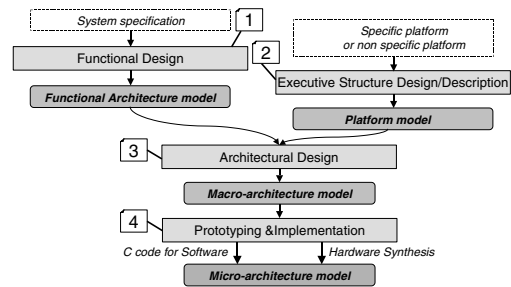 System specification
1
Functional Design
Functional Architecture model
Specific platform
or non specific platform
2
Executive Structure Design/Description
Platform model
3
Architectural Design
Macro-architecture model
4
Prototyping &Implementation
C code for Software
Hardware Synthesis
Micro-architecture model